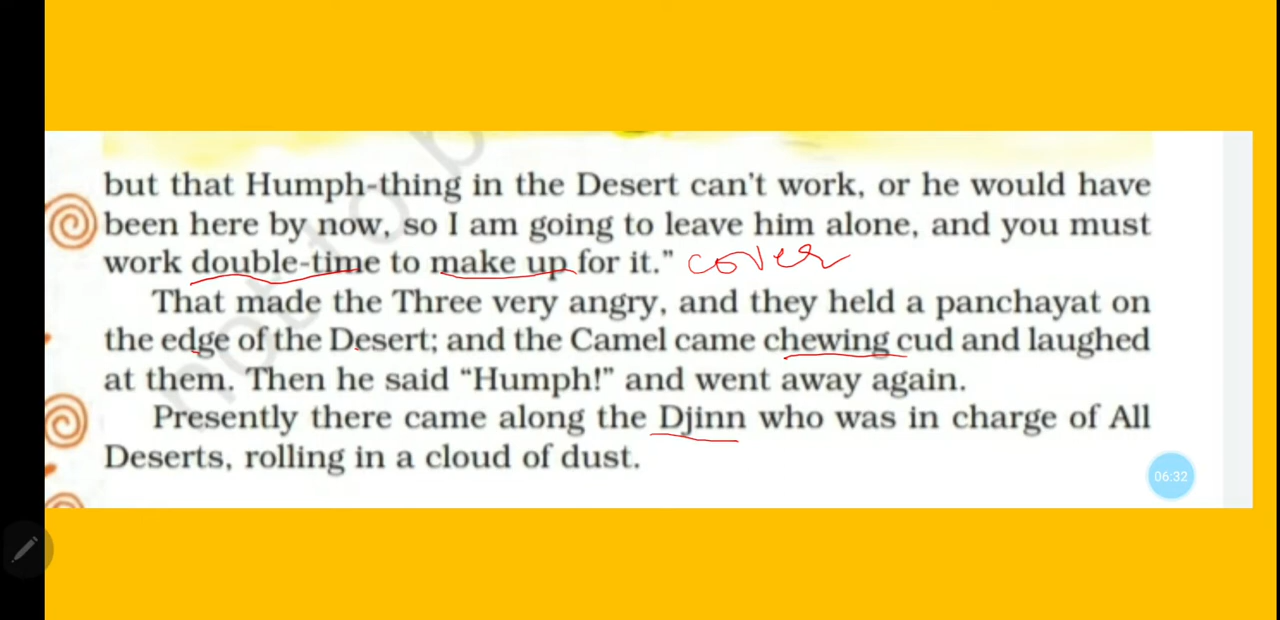 but that Humph-thing in the Desert can't work, or he would have
been here by now, so I am going to leave him alone, and you must
work double-time to make up for it." cover
That made the Three very angry, and they held a panchayat on
the edge of the Desert; and the Camel came chewing cud and laughed
at them. Then he said "Humph!" and went away again.
Presently there came along the Djinn who was in charge of All
Deserts, rolling in a cloud of dust.
06:32